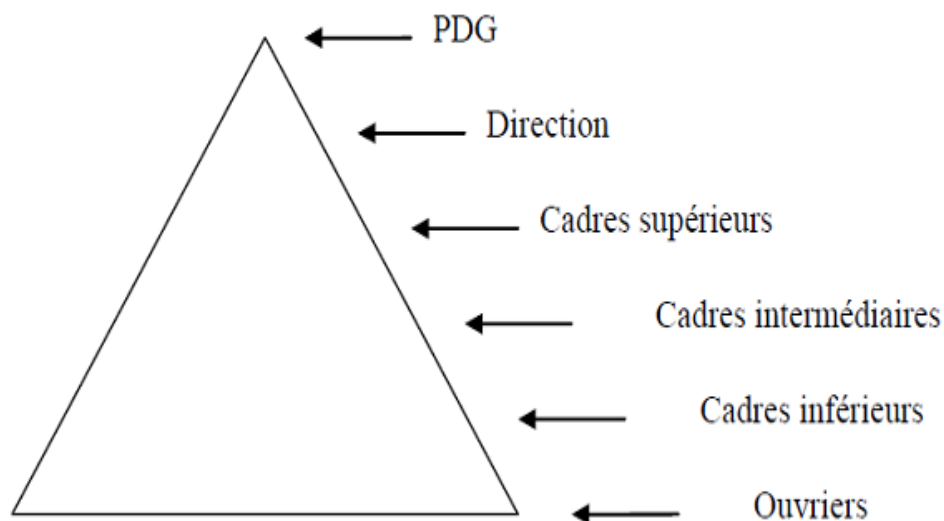 PDG
Direction
Cadres supérieurs
Cadres intermédiaires
Cadres inférieurs
Ouvriers